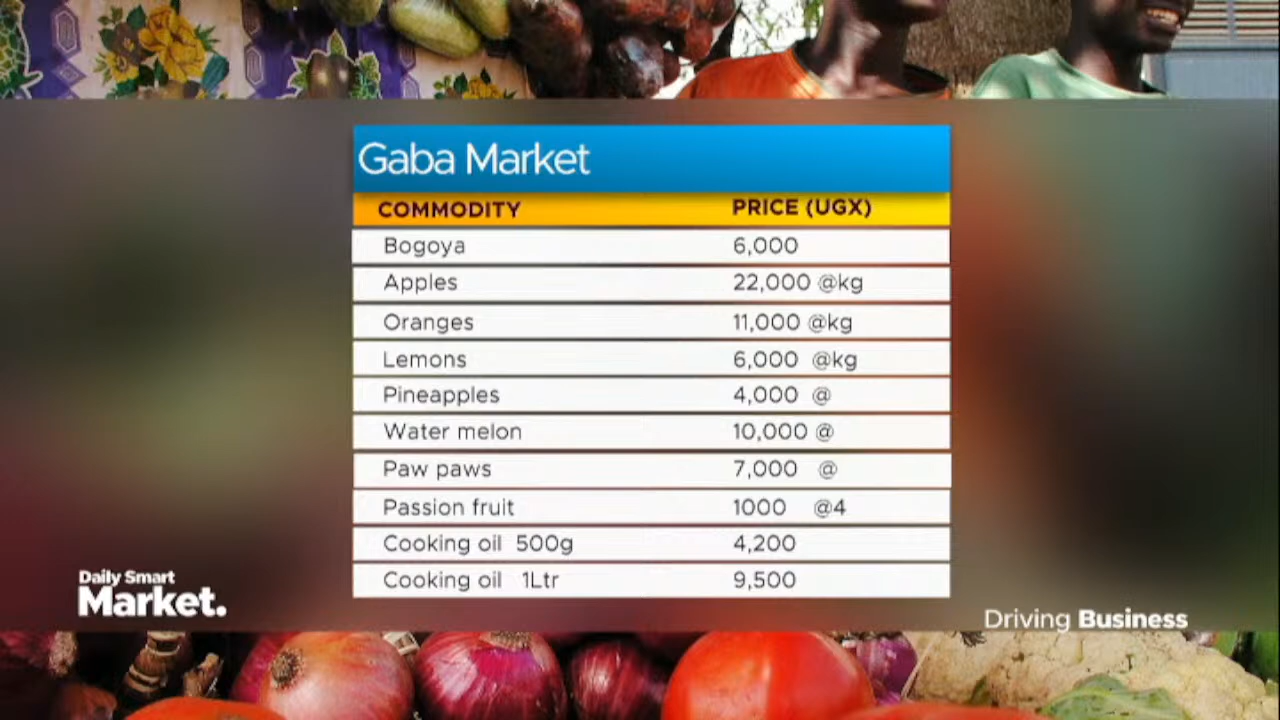 Gaba Market
COMMODITY PRICE (UGX)
Bogoya 6,000
Apples 22,000 @kg
Oranges 11,000 @kg
Lemons 6,000 @kg
Pineapples 4,000 @
Water melon 10,000 @
Paw paws 7,000 @
Passion fruit 1000 @4
Cooking oil 500g 4,200
Cooking oil 1Ltr 9,500
Daily Smart
Market.
Driving Business